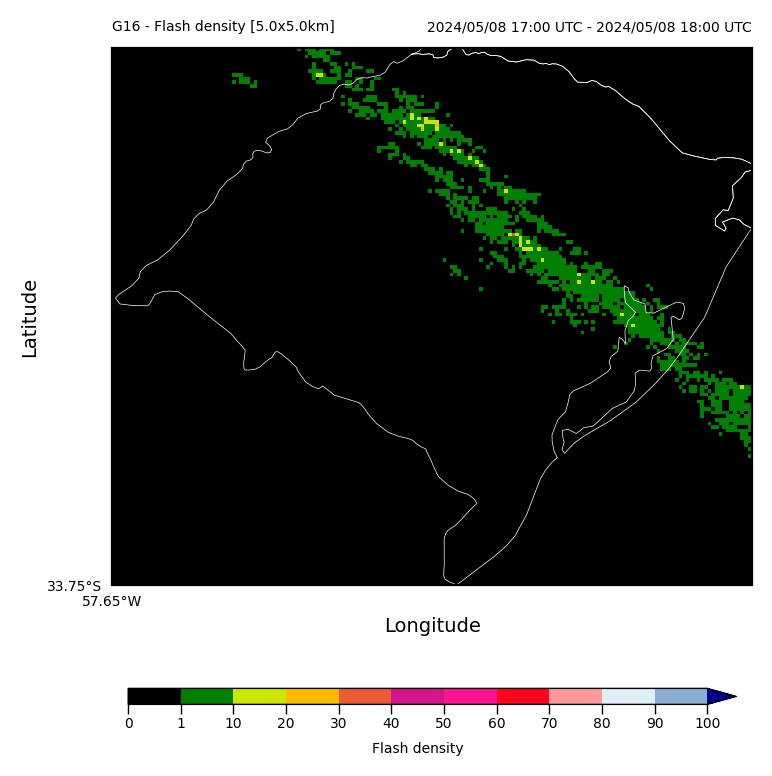 G16 - Flash density [5.0x5.0km]
2024/05/08 17:00 UTC - 2024/05/08 18:00 UTC
Latitude
33.75°S
57.65°W
Longitude
0 1 10 20 30 40 50 60 70 80 90 100
Flash density